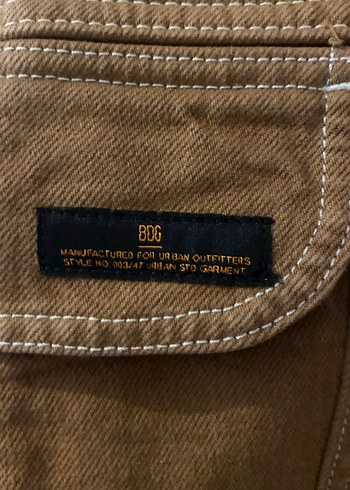 BDG
MANUFACTURED FOR URBAN OUTFITTERS
STYLE NO. 003/47 URBAN STD GARMENT